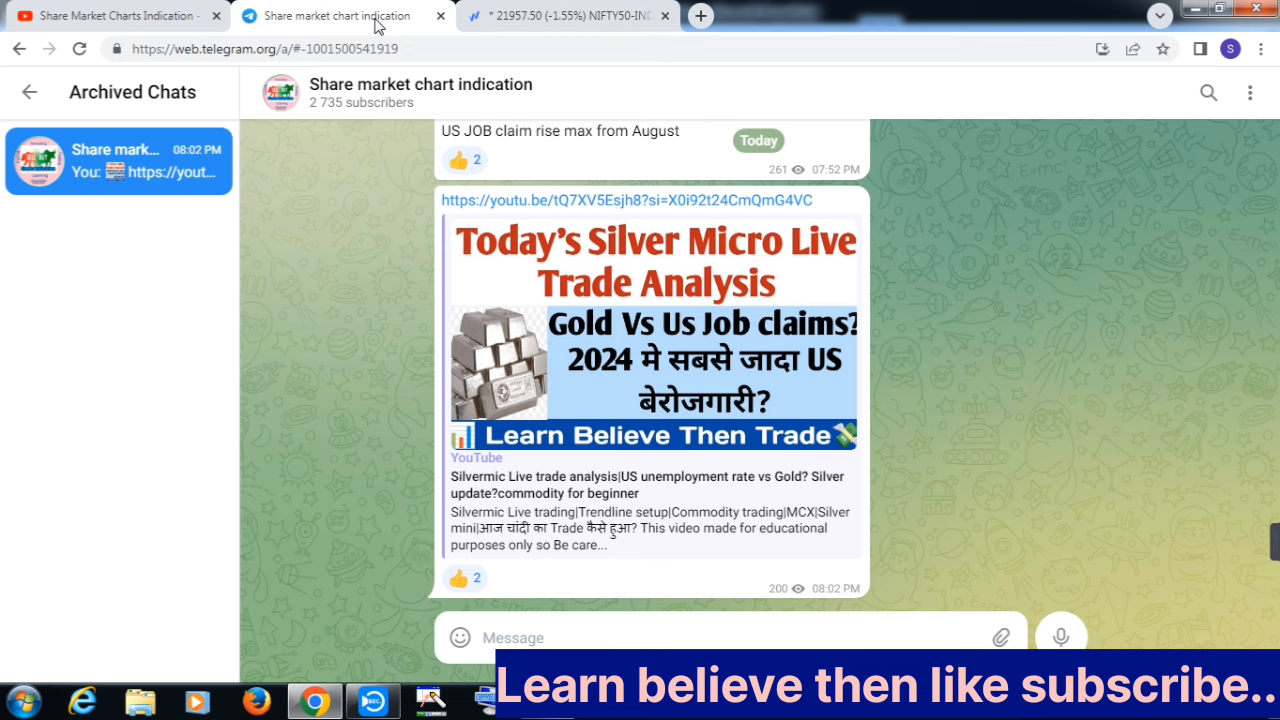 Share Market Charts Indication -
Share market chart indication
* 21957.50 (-1.55%) NIFTY50-IND
https://web.telegram.org/a/#-1001500541919
S
Archived Chats
Share market chart indication
2 735 subscribers
Share mark...
08:02 PM
You:
https://yout...
US JOB claim rise max from August
Today
2
261
07:52 PM
https://youtu.be/tQ7XV5Esjh8?si=X0i92t24CmQmG4VC
Today's Silver Micro Live
Trade Analysis
Gold Vs Us Job claims?
2024 मे सबसे जादा US
बेरोजगारी?
Learn Believe Then Trade
YouTube
Silvermic Live trade analysis|US unemployment rate vs Gold? Silver
update?commodity for beginner
Silvermic Live trading|Trendline setup|Commodity trading|MCX|Silver
mini|आज चांदी का Trade कैसे हुआ? This video made for educational
purposes only so Be care...
2
200
08:02 PM
Message
Learn believe then like subscribe..